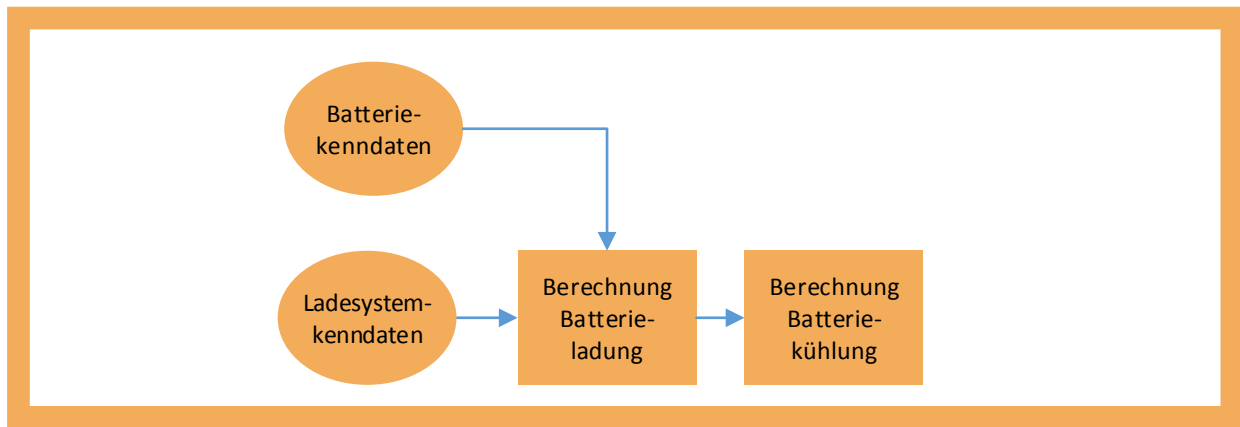 Batterie-
kenndaten
Ladesystem-
kenndaten
Berechnung
Batterie-
ladung
Berechnung
Batterie-
kühlung